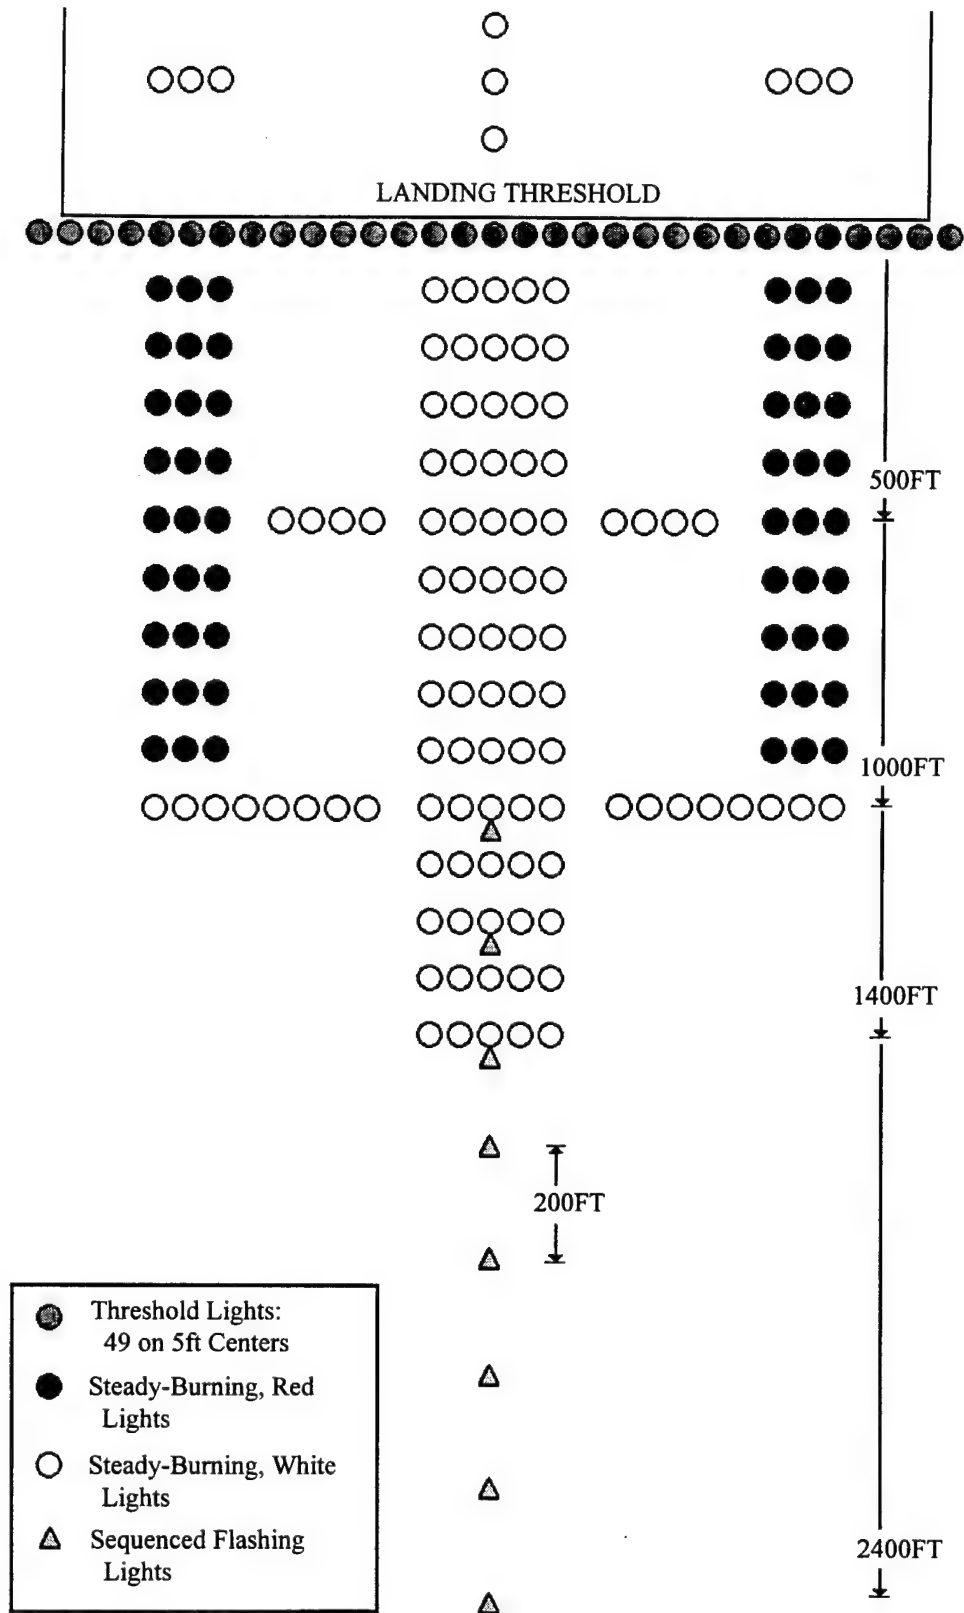 LANDING THRESHOLD
500FT
1000FT
1400FT
200FT
2400FT
Threshold Lights:
49 on 5ft Centers
Steady-Burning, Red
Lights
Steady-Burning, White
Lights
Sequenced Flashing
Lights